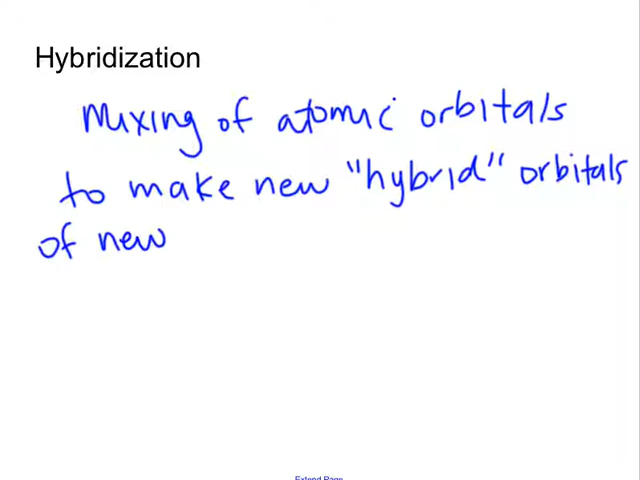 Hybridization
Mixing of atomic orbitals
to make new "hybrid" orbitals
of new
Extend Page